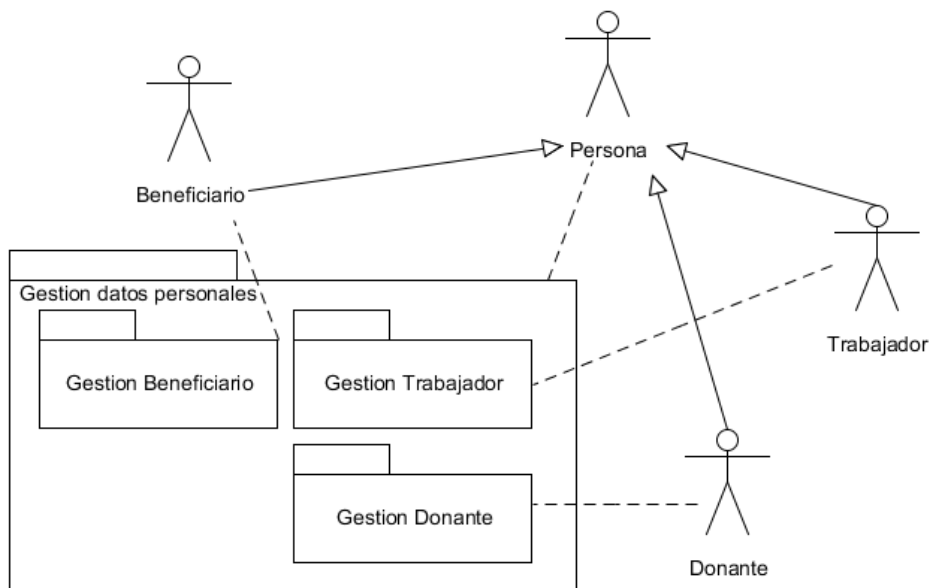 Persona
Beneficiario
Gestion datos personales
Trabajador
Gestion Beneficiario
Gestion Trabajador
Gestion Donante
Donante